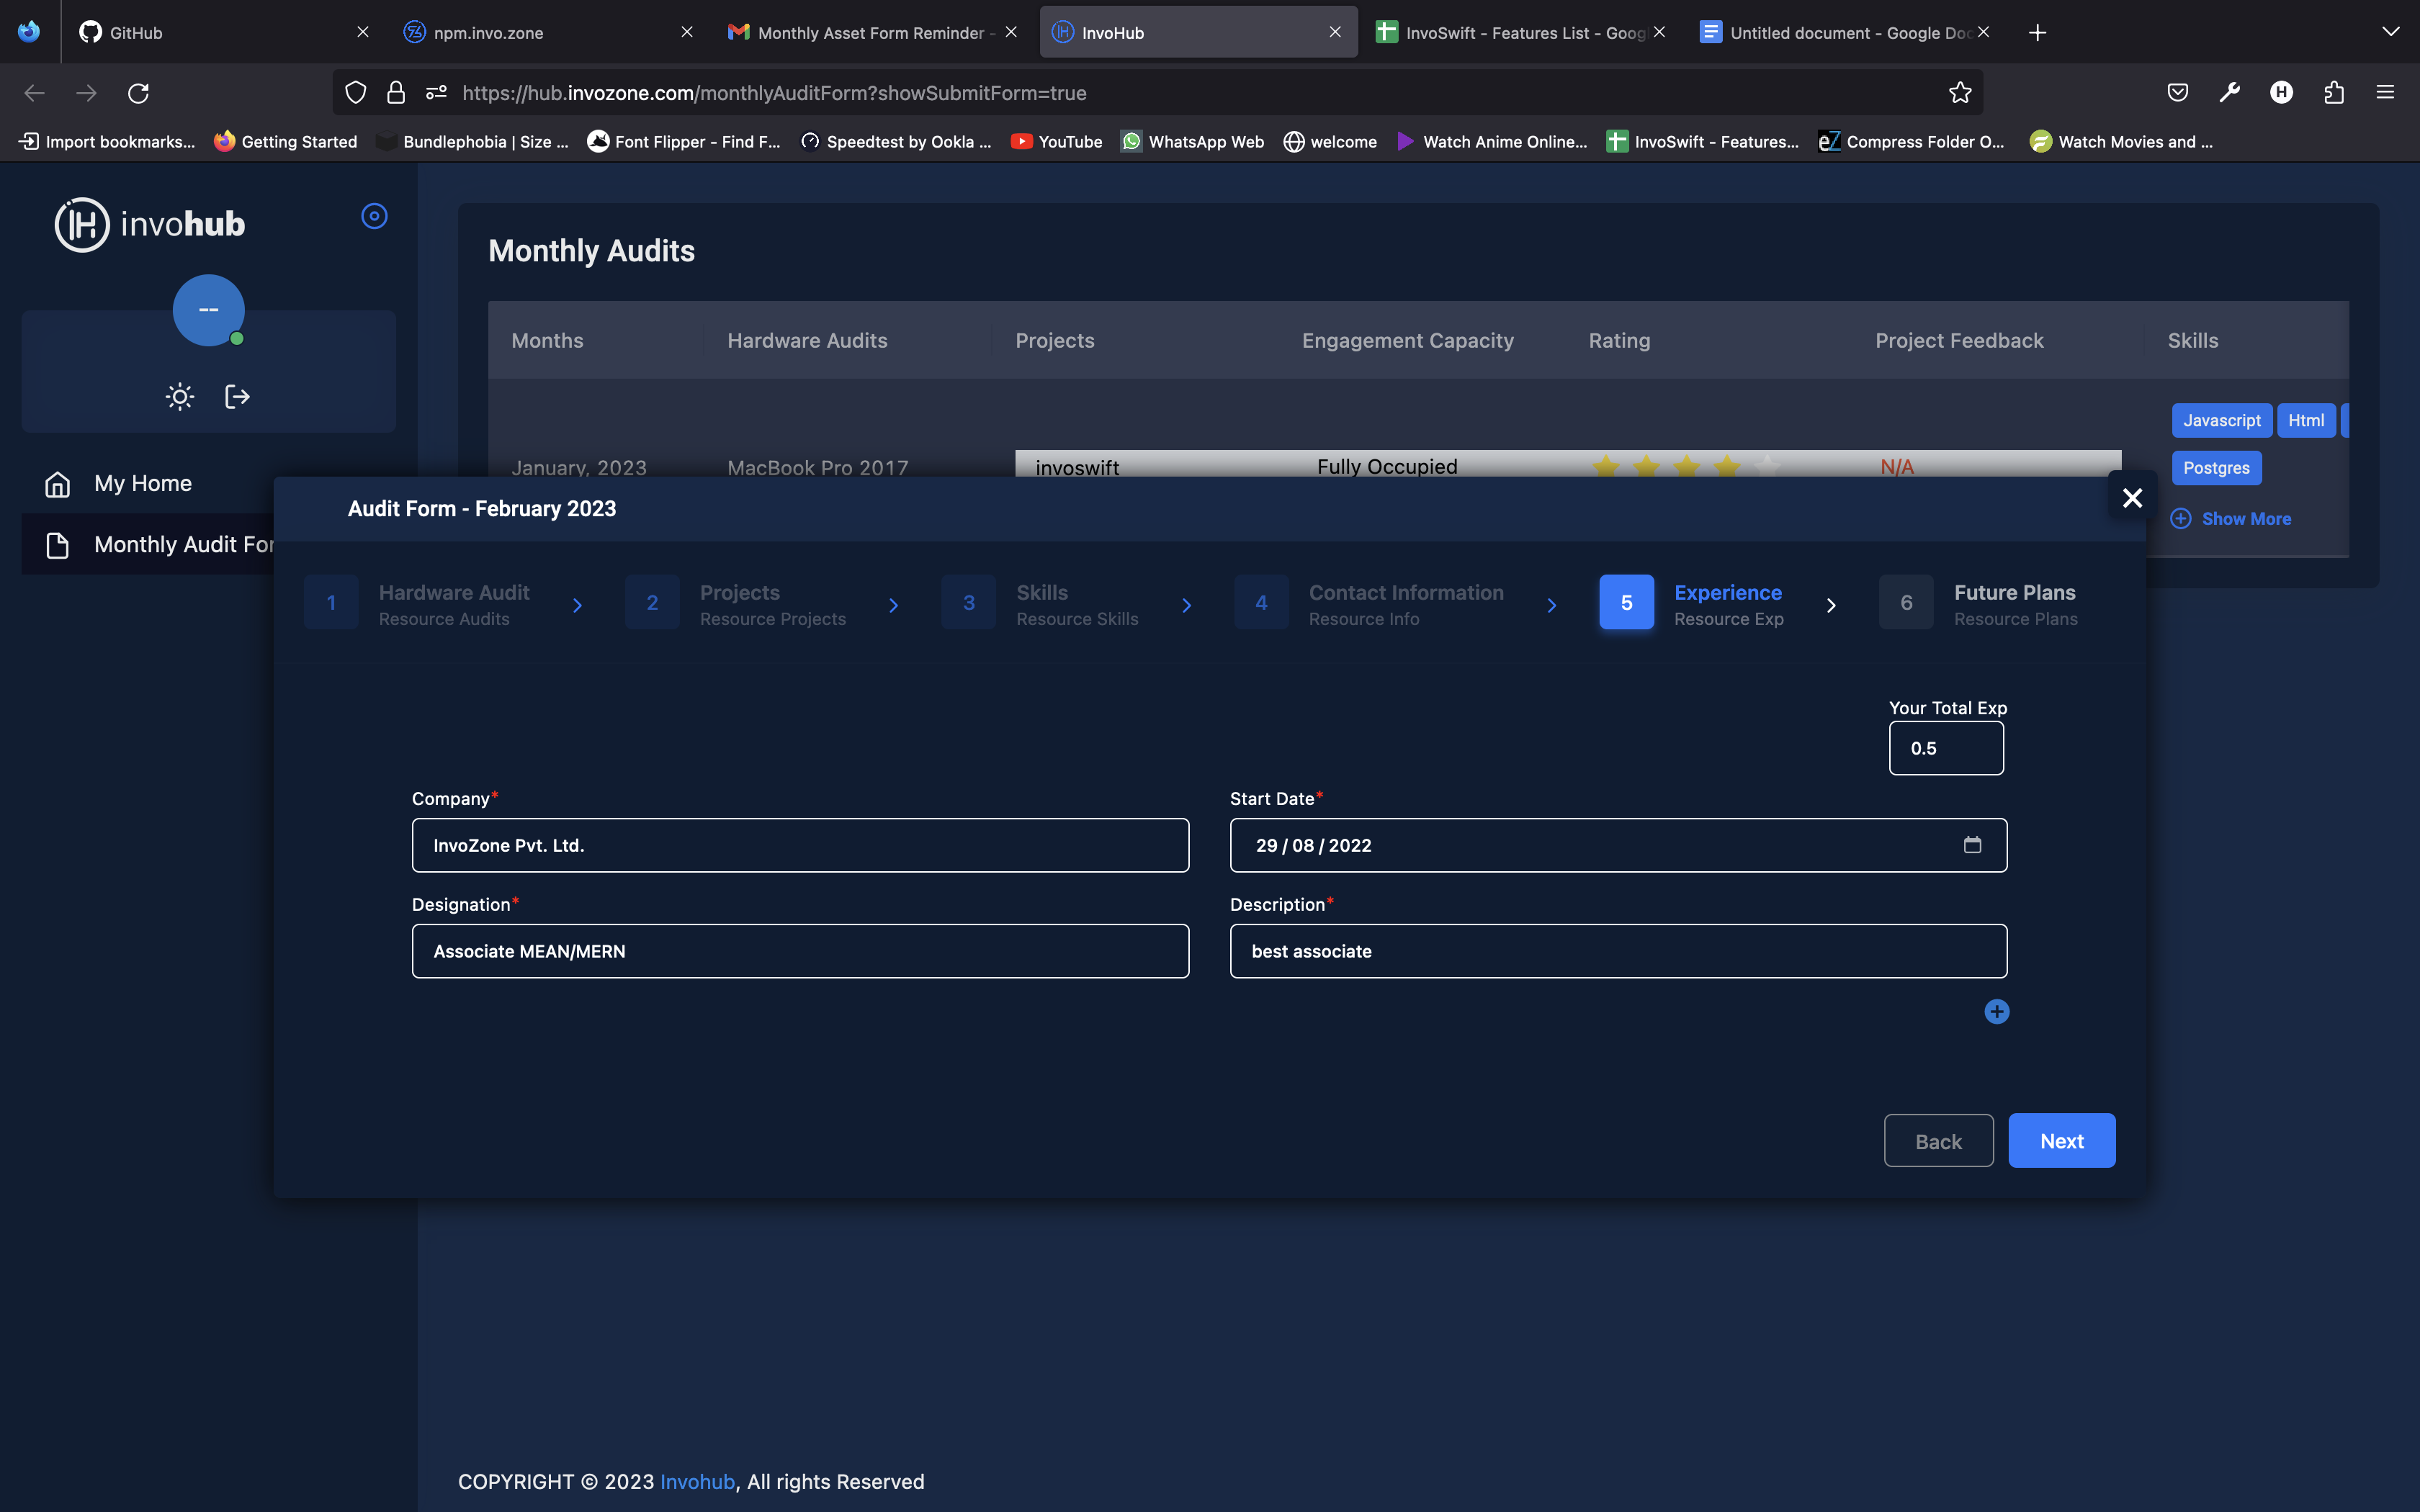 GitHub
npm.invo.zone
Monthly Asset Form Reminder -
InvoHub
InvoSwift - Features List - Goog
Untitled document - Google Doc
https://hub.invozone.com/monthlyAuditForm?showSubmitForm=true
H
Import bookmarks...
Getting Started
Bundlephobia | Size ...
Font Flipper - Find F...
Speedtest by Ookla ...
YouTube
WhatsApp Web
welcome
Watch Anime Online...
InvoSwift - Features...
eZ Compress Folder O...
Watch Movies and ...
invohub
--
My Home
Monthly Audit For
Monthly Audits
Months Hardware Audits Projects Engagement Capacity Rating Project Feedback Skills
January, 2023 MacBook Pro 2017 invoswift Fully Occupied N/A
Javascript Html
Postgres
Show More
Audit Form - February 2023
1 Hardware Audit
Resource Audits
2 Projects
Resource Projects
3 Skills
Resource Skills
4 Contact Information
Resource Info
5 Experience
Resource Exp
6 Future Plans
Resource Plans
Your Total Exp
0.5
Company*
InvoZone Pvt. Ltd.
Start Date*
29 / 08 / 2022
Designation*
Associate MEAN/MERN
Description*
best associate
Back Next
COPYRIGHT © 2023 Invohub, All rights Reserved